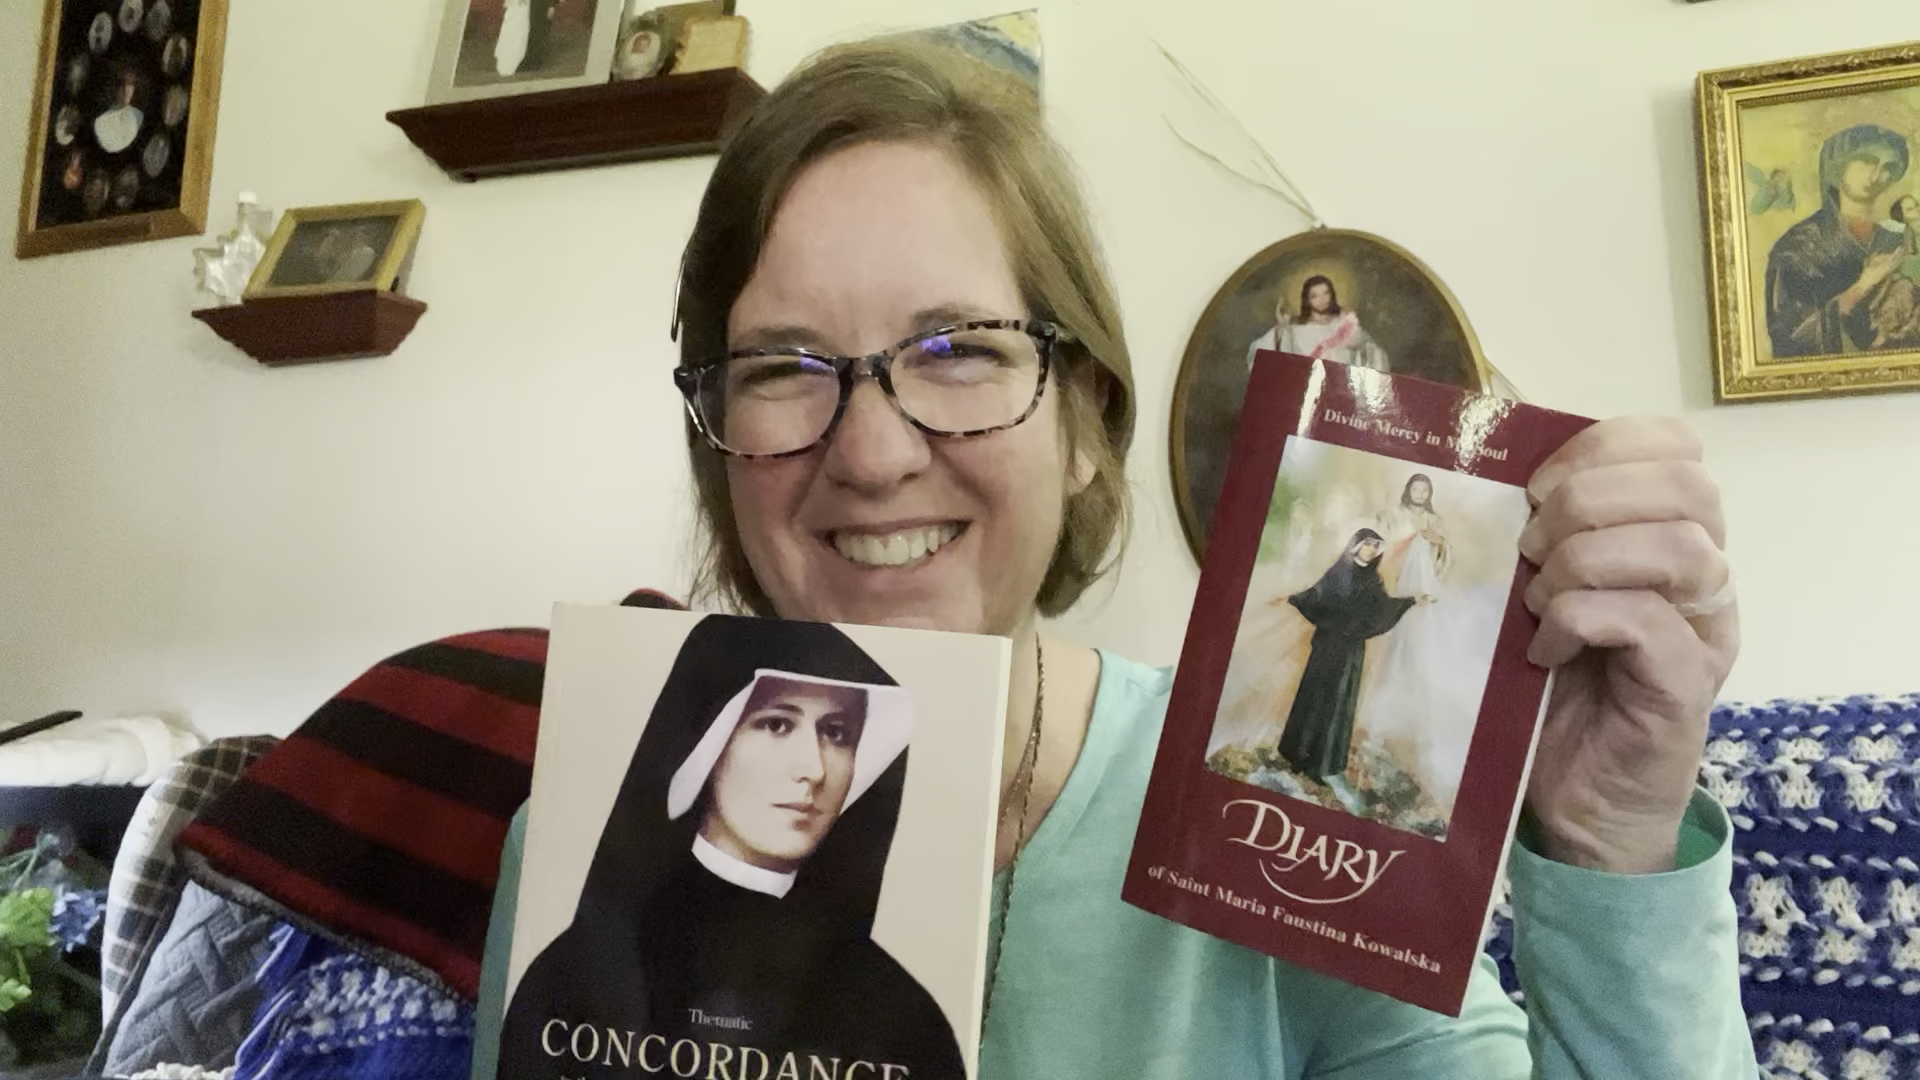 Divine Mercy in My Soul
DIARY
of Saint Maria Faustina Kowalska
Thematic
CONCORDANCE